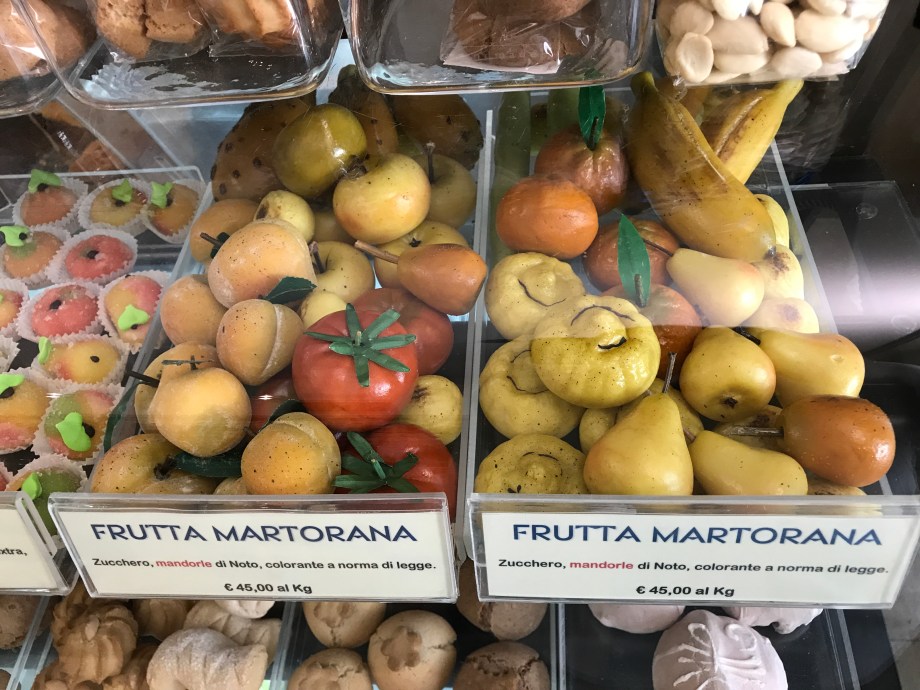 xtra,
FRUTTA MARTORANA
Zucchero, mandorle di Noto, colorante a norma di legge.
€ 45,00 al Kg
FRUTTA MARTORANA
Zucchero, mandorle di Noto, colorante a norma di legge.
€ 45,00 al Kg